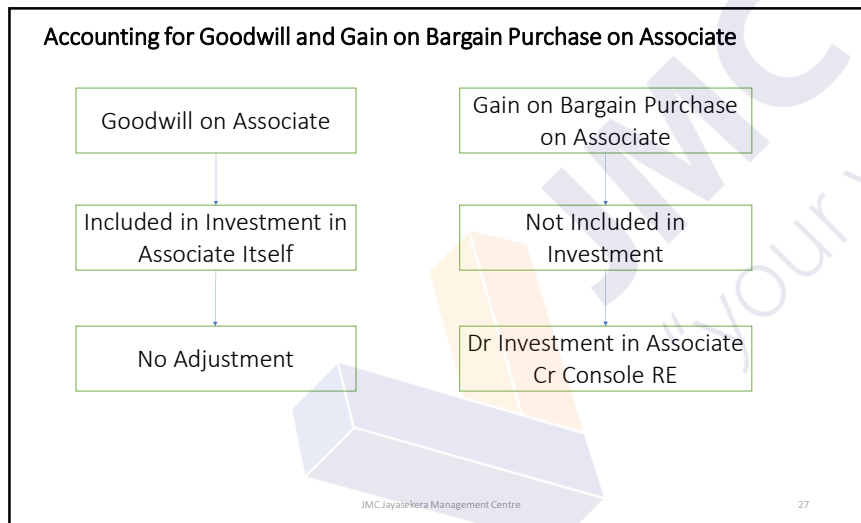 Accounting for Goodwill and Gain on Bargain Purchase on Associate
Goodwill on Associate
Included in Investment in
Associate Itself
No Adjustment
Gain on Bargain Purchase
on Associate
Not Included in
Investment
Dr Investment in Associate
Cr Console RE
JMC
"your
JMC Jayasekera Management Centre
27